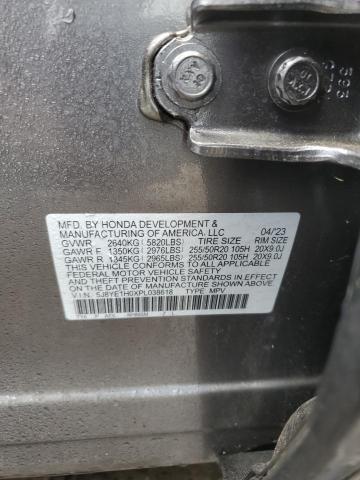 MFD. BY HONDA DEVELOPMENT &
MANUFACTURING OF AMERICA, LLC 04/23
GVWR 2640KG ( 5820LBS) TIRE SIZE RIM SIZE
GAWR F 1350KG ( 2976LBS) 255/50R20 105H 20X9.0J
GAWR R 1345KG ( 2965LBS) 255/50R20 105H 20X9.0J
THIS VEHICLE CONFORMS TO ALL APPLICABLE
FEDERAL MOTOR VEHICLE SAFETY
AND THEFT PREVENTION STANDARDS
IN EFFECT ON THE DATE OF MANUFACTURE
SHOWN ABOVE.
V.I.N. 5J8YE1H0XPL038618 TYPE MPV